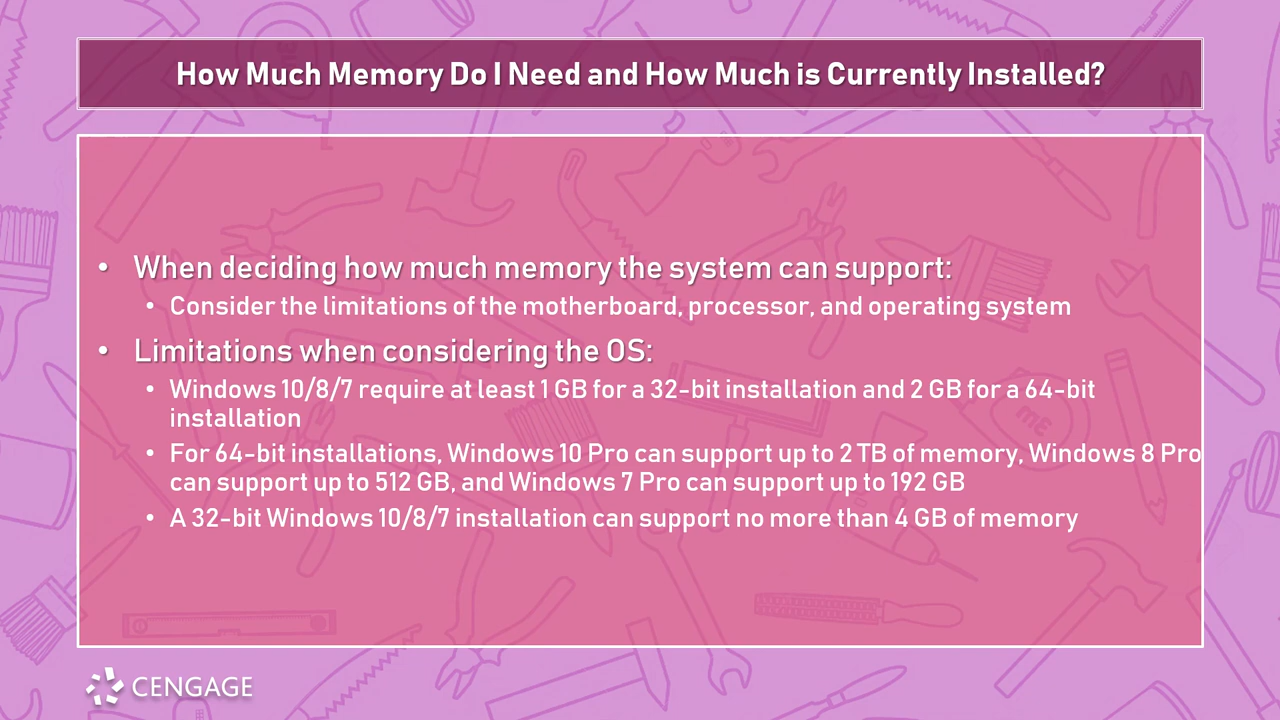 How Much Memory Do I Need and How Much is Currently Installed?
• When deciding how much memory the system can support:
• Consider the limitations of the motherboard, processor, and operating system
• Limitations when considering the OS:
• Windows 10/8/7 require at least 1 GB for a 32-bit installation and 2 GB for a 64-bit
installation
• For 64-bit installations, Windows 10 Pro can support up to 2 TB of memory, Windows 8 Pro
can support up to 512 GB, and Windows 7 Pro can support up to 192 GB
• A 32-bit Windows 10/8/7 installation can support no more than 4 GB of memory
CENGAGE